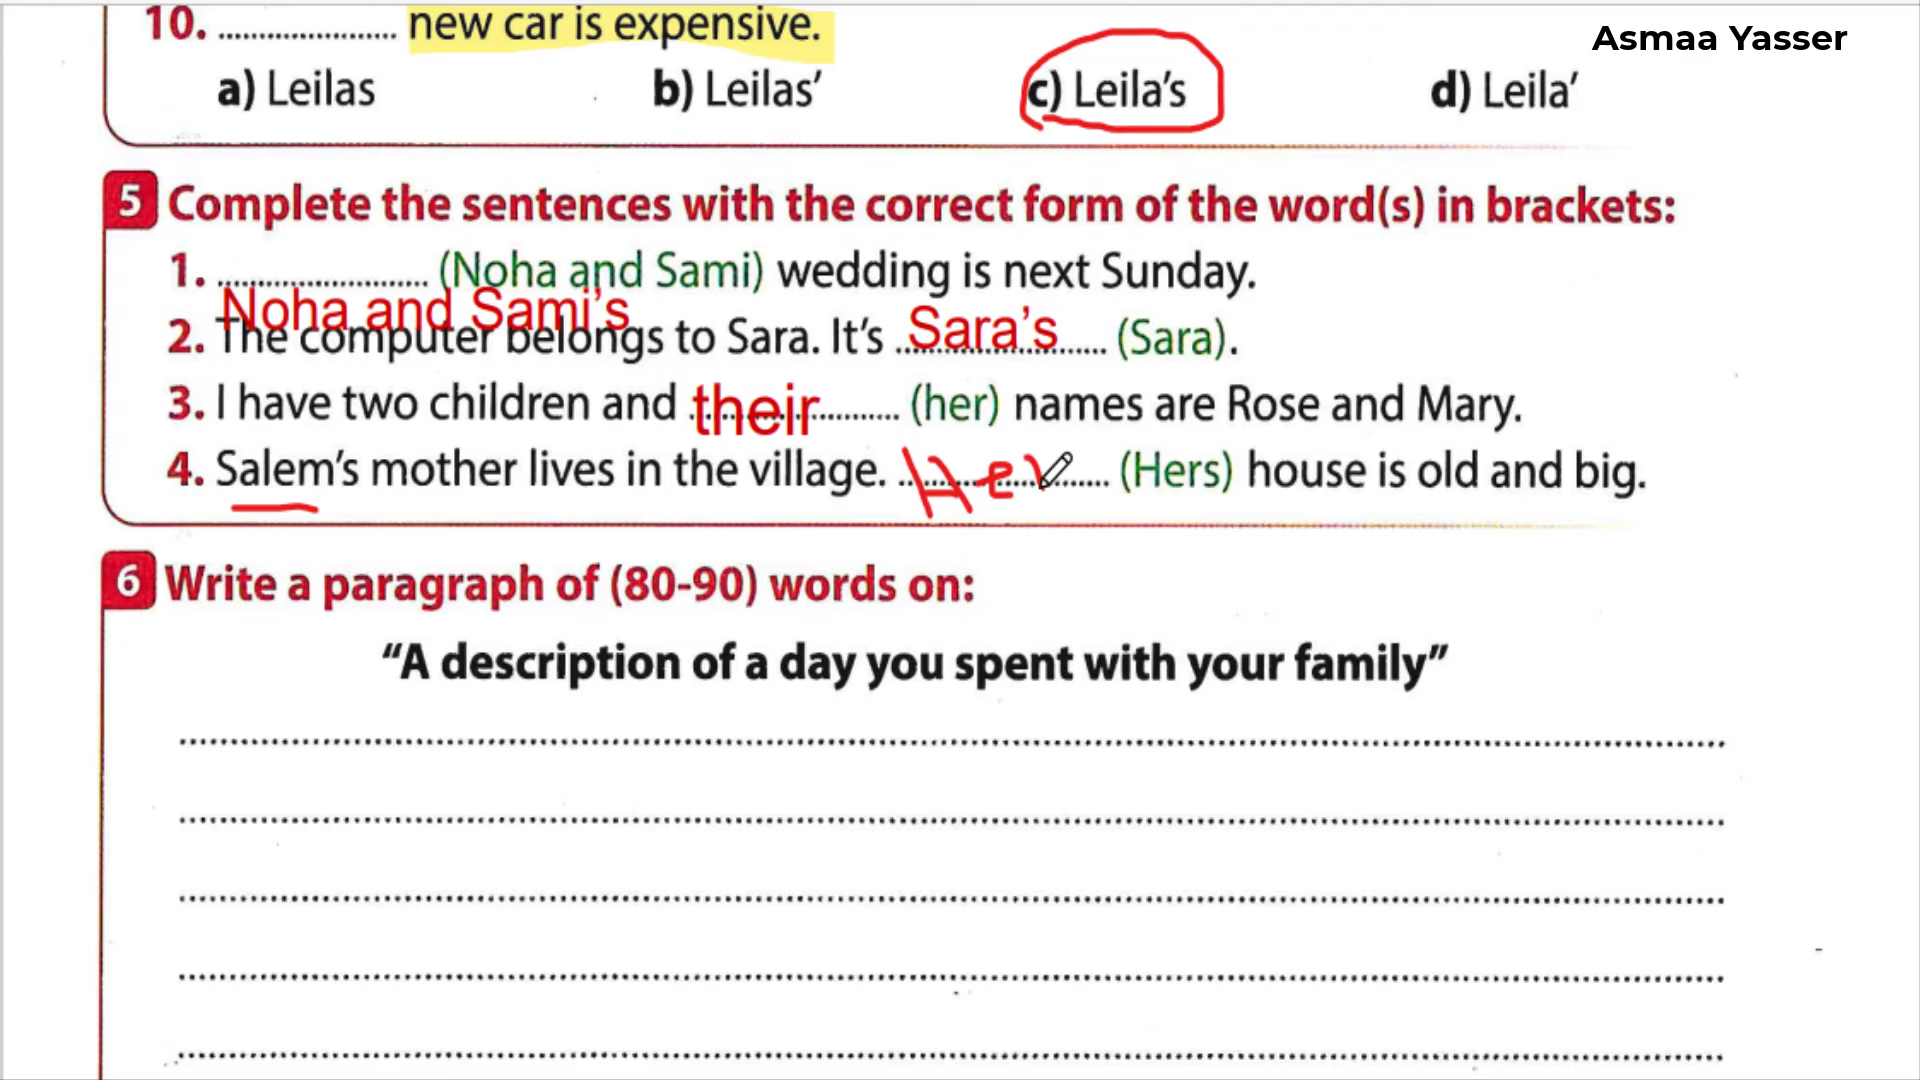 10. ..................... new car is expensive.
Asmaa Yasser
a) Leilas b) Leilas’ c) Leila’s d) Leila’
5 Complete the sentences with the correct form of the word(s) in brackets:
1. ......................... (Noha and Sami) wedding is next Sunday.
Noha and Sami’s
2. The computer belongs to Sara. It’s Sara’s (Sara).
3. I have two children and their (her) names are Rose and Mary.
4. Salem’s mother lives in the village. Her (Hers) house is old and big.
6 Write a paragraph of (80-90) words on:
“A description of a day you spent with your family”